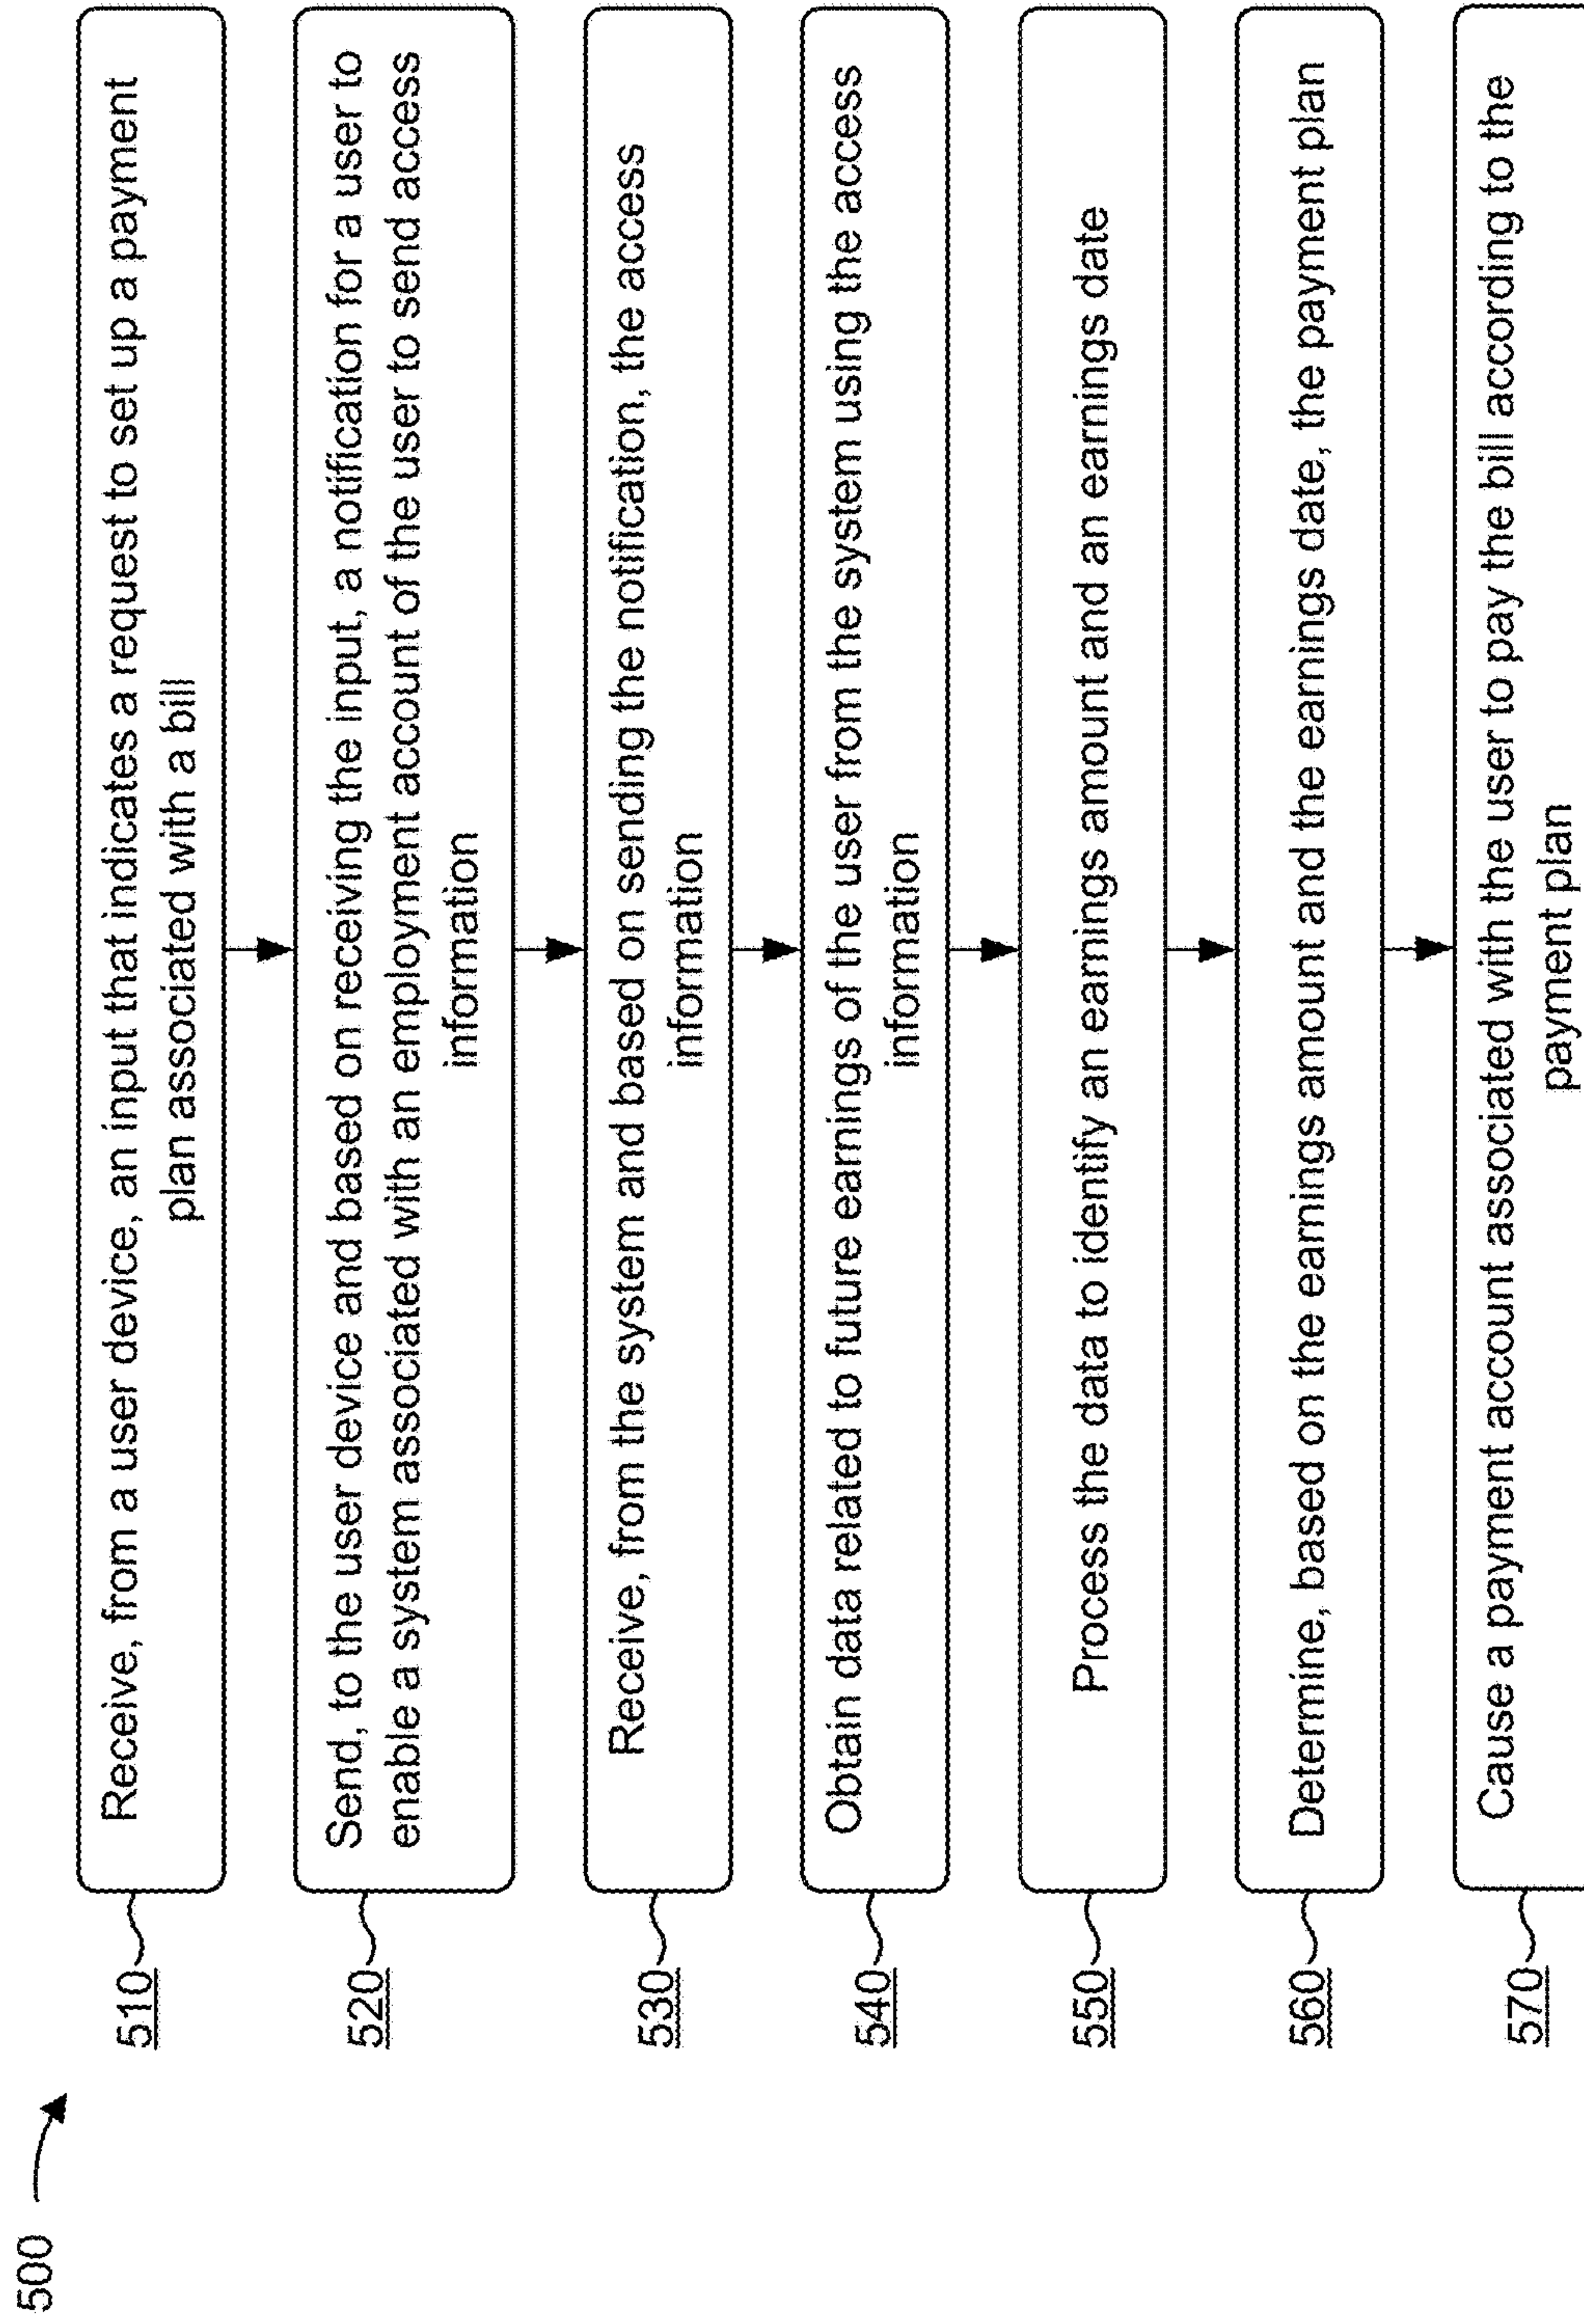 500
510
Receive, from a user device, an input that indicates a request to set up a payment
plan associated with a bill
520
Send, to the user device and based on receiving the input, a notification for a user to
enable a system associated with an employment account of the user to send access
information
530
Receive, from the system and based on sending the notification, the access
information
540
Obtain data related to future earnings of the user from the system using the access
information
550
Process the data to identify an earnings amount and an earnings date
560
Determine, based on the earnings amount and the earnings date, the payment plan
570
Cause a payment account associated with the user to pay the bill according to the
payment plan